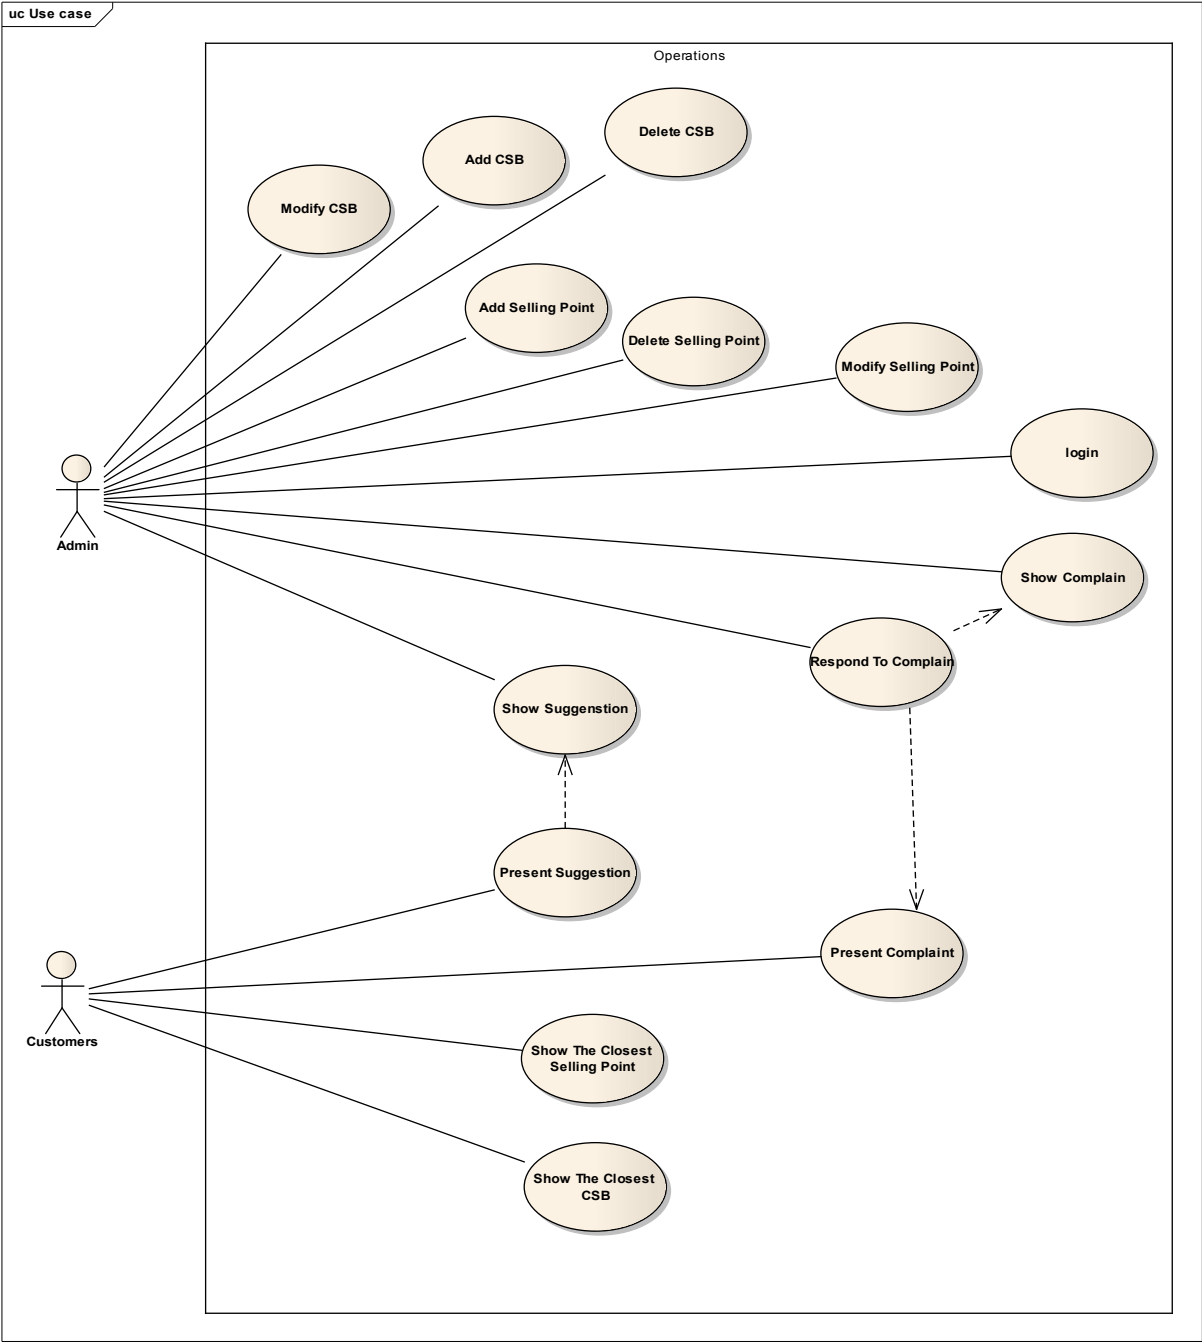 uc Use case
Operations
Delete CSB
Add CSB
Modify CSB
Add Selling Point
Delete Selling Point
Modify Selling Point
login
Admin
Show Complain
Respond To Complain
Show Suggenstion
Present Suggestion
Present Complaint
Customers
Show The Closest
Selling Point
Show The Closest
CSB